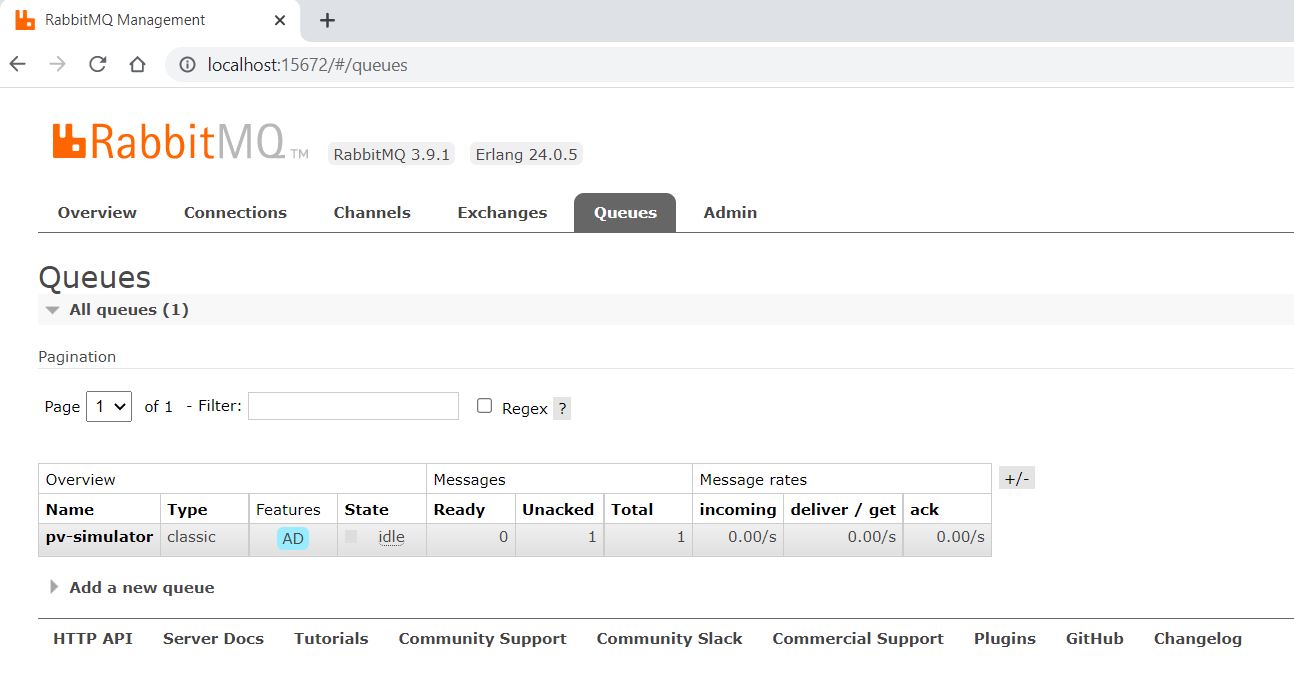 RabbitMQ Management
localhost:15672/#/queues
RabbitMQ TM RabbitMQ 3.9.1 Erlang 24.0.5
Overview Connections Channels Exchanges Queues Admin
Queues
All queues (1)
Pagination
Page 1 of 1 - Filter: Regex ?
Overview Messages Message rates +/-
Name Type Features State Ready Unacked Total incoming deliver / get ack
pv-simulator classic AD idle 0 1 1 0.00/s 0.00/s 0.00/s
Add a new queue
HTTP API Server Docs Tutorials Community Support Community Slack Commercial Support Plugins GitHub Changelog